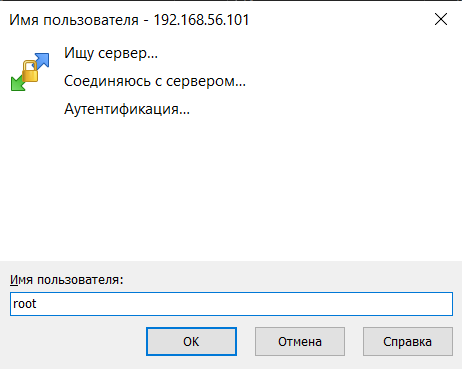 Имя пользователя - 192.168.56.101
Ищу сервер...
Соединяюсь с сервером...
Аутентификация...
Имя пользователя:
root
OK
Отмена
Справка